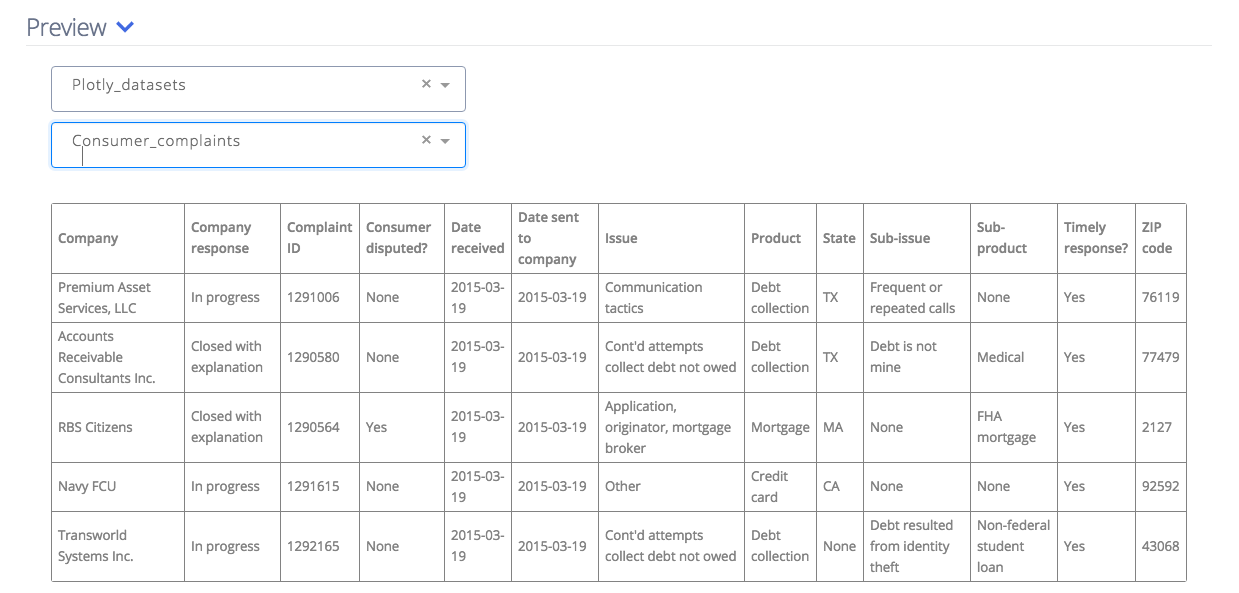 Preview
Plotly_datasets × 
Consumer_complaints ×
Company | Company response | Complaint ID | Consumer disputed? | Date received | Date sent to company | Issue | Product | State | Sub-issue | Sub-product | Timely response? | ZIP code
Premium Asset Services, LLC | In progress | 1291006 | None | 2015-03-19 | 2015-03-19 | Communication tactics | Debt collection | TX | Frequent or repeated calls | None | Yes | 76119
Accounts Receivable Consultants Inc. | Closed with explanation | 1290580 | None | 2015-03-19 | 2015-03-19 | Cont'd attempts collect debt not owed | Debt collection | TX | Debt is not mine | Medical | Yes | 77479
RBS Citizens | Closed with explanation | 1290564 | Yes | 2015-03-19 | 2015-03-19 | Application, originator, mortgage broker | Mortgage | MA | None | FHA mortgage | Yes | 2127
Navy FCU | In progress | 1291615 | None | 2015-03-19 | 2015-03-19 | Other | Credit card | CA | None | None | Yes | 92592
Transworld Systems Inc. | In progress | 1292165 | None | 2015-03-19 | 2015-03-19 | Cont'd attempts collect debt not owed | Debt collection | None | Debt resulted from identity theft | Non-federal student loan | Yes | 43068